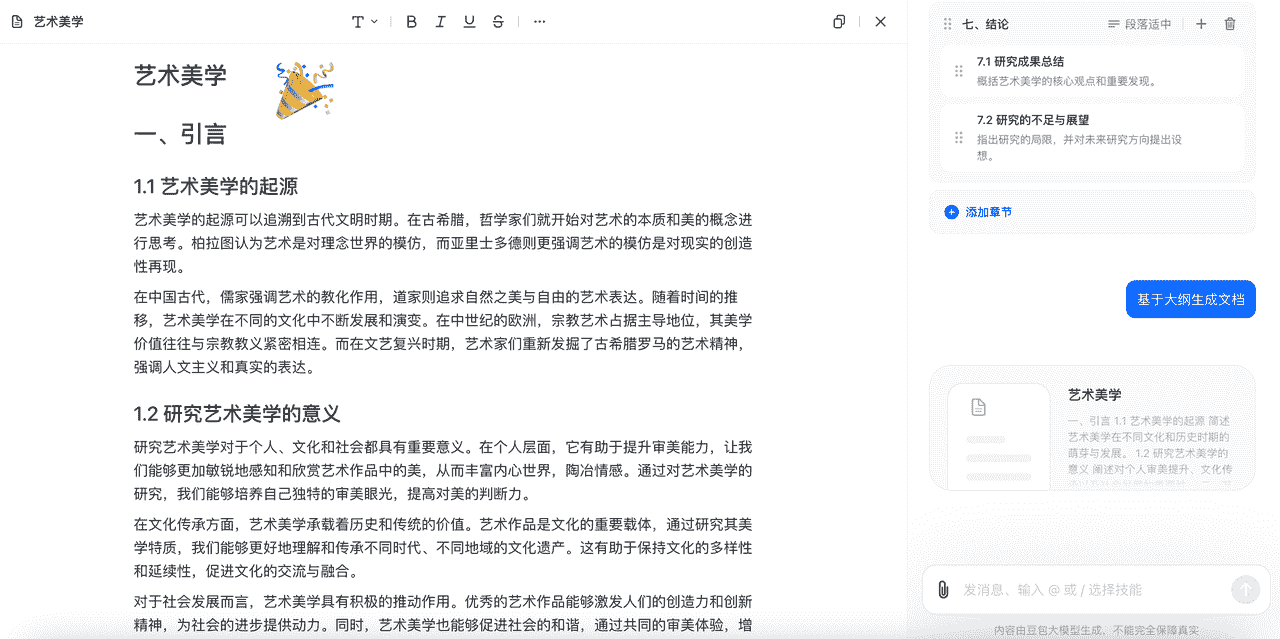 艺术美学
T
B
I
U
S
艺术美学
一、引言
1.1 艺术美学的起源
艺术美学的起源可以追溯到古代文明时期。在古希腊，哲学家们就开始对艺术的本质和美的概念进
行思考。柏拉图认为艺术是对理念世界的模仿，而亚里士多德则更强调艺术的模仿是对现实的创造
性再现。
在中国古代，儒家强调艺术的教化作用，道家则追求自然之美与自由的艺术表达。随着时间的推
移，艺术美学在不同的文化中不断发展和演变。在中世纪的欧洲，宗教艺术占据主导地位，其美学
价值往往与宗教教义紧密相连。而在文艺复兴时期，艺术家们重新发掘了古希腊罗马的艺术精神，
强调人文主义和真实的表达。
1.2 研究艺术美学的意义
研究艺术美学对于个人、文化和社会都具有重要意义。在个人层面，它有助于提升审美能力，让我
们能够更加敏锐地感知和欣赏艺术作品中的美，从而丰富内心世界，陶冶情感。通过对艺术美学的
研究，我们能够培养自己独特的审美眼光，提高对美的判断力。
在文化传承方面，艺术美学承载着历史和传统的价值。艺术作品是文化的重要载体，通过研究其美
学特质，我们能够更好地理解和传承不同时代、不同地域的文化遗产。这有助于保持文化的多样性
和延续性，促进文化的交流与融合。
对于社会发展而言，艺术美学具有积极的推动作用。优秀的艺术作品能够激发人们的创造力和创新
精神，为社会的进步提供动力。同时，艺术美学也能够促进社会的和谐，通过共同的审美体验，增
七、结论
段落适中
7.1 研究成果总结
概括艺术美学的核心观点和重要发现。
7.2 研究的不足与展望
指出研究的局限，并对未来研究方向提出设
想。
添加章节
基于大纲生成文档
艺术美学
一、引言 1.1 艺术美学的起源 简述
艺术美学在不同文化和历史时期的
萌芽与发展。 1.2 研究艺术美学的
意义 阐述对个人审美提升、文化传
发消息、输入 @ 或 / 选择技能
内容由豆包大模型生成，不能完全保障真实